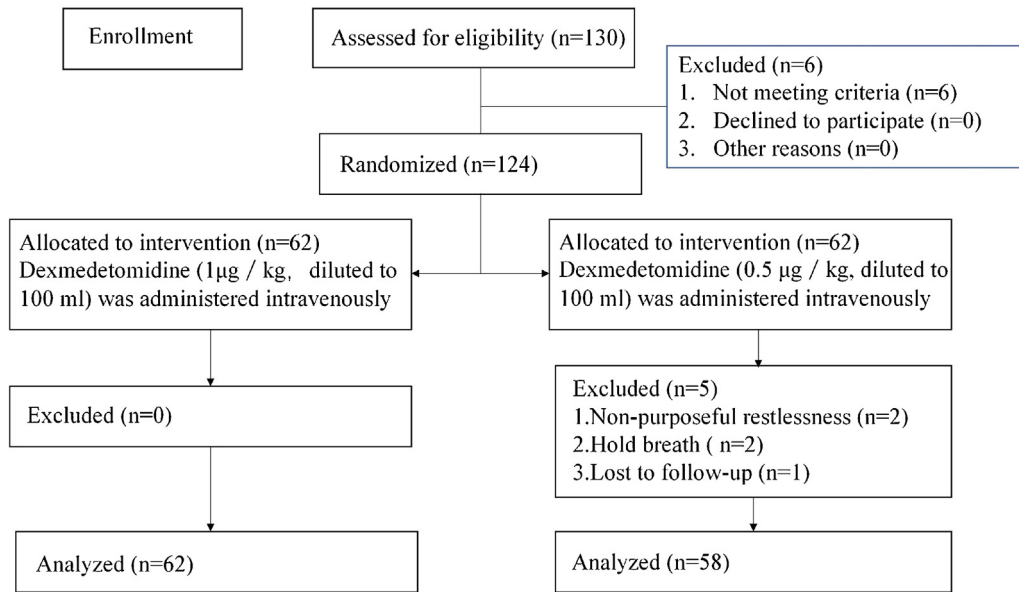 Enrollment
Assessed for eligibility (n=130)
Excluded (n=6)
1. Not meeting criteria (n=6)
2. Declined to participate (n=0)
3. Other reasons (n=0)
Randomized (n=124)
Allocated to intervention (n=62)
Dexmedetomidine (1μg / kg, diluted to
100 ml) was administered intravenously
Allocated to intervention (n=62)
Dexmedetomidine (0.5 μg / kg, diluted to
100 ml) was administered intravenously
Excluded (n=0)
Excluded (n=5)
1.Non-purposeful restlessness (n=2)
2.Hold breath ( n=2)
3.Lost to follow-up (n=1)
Analyzed (n=62)
Analyzed (n=58)